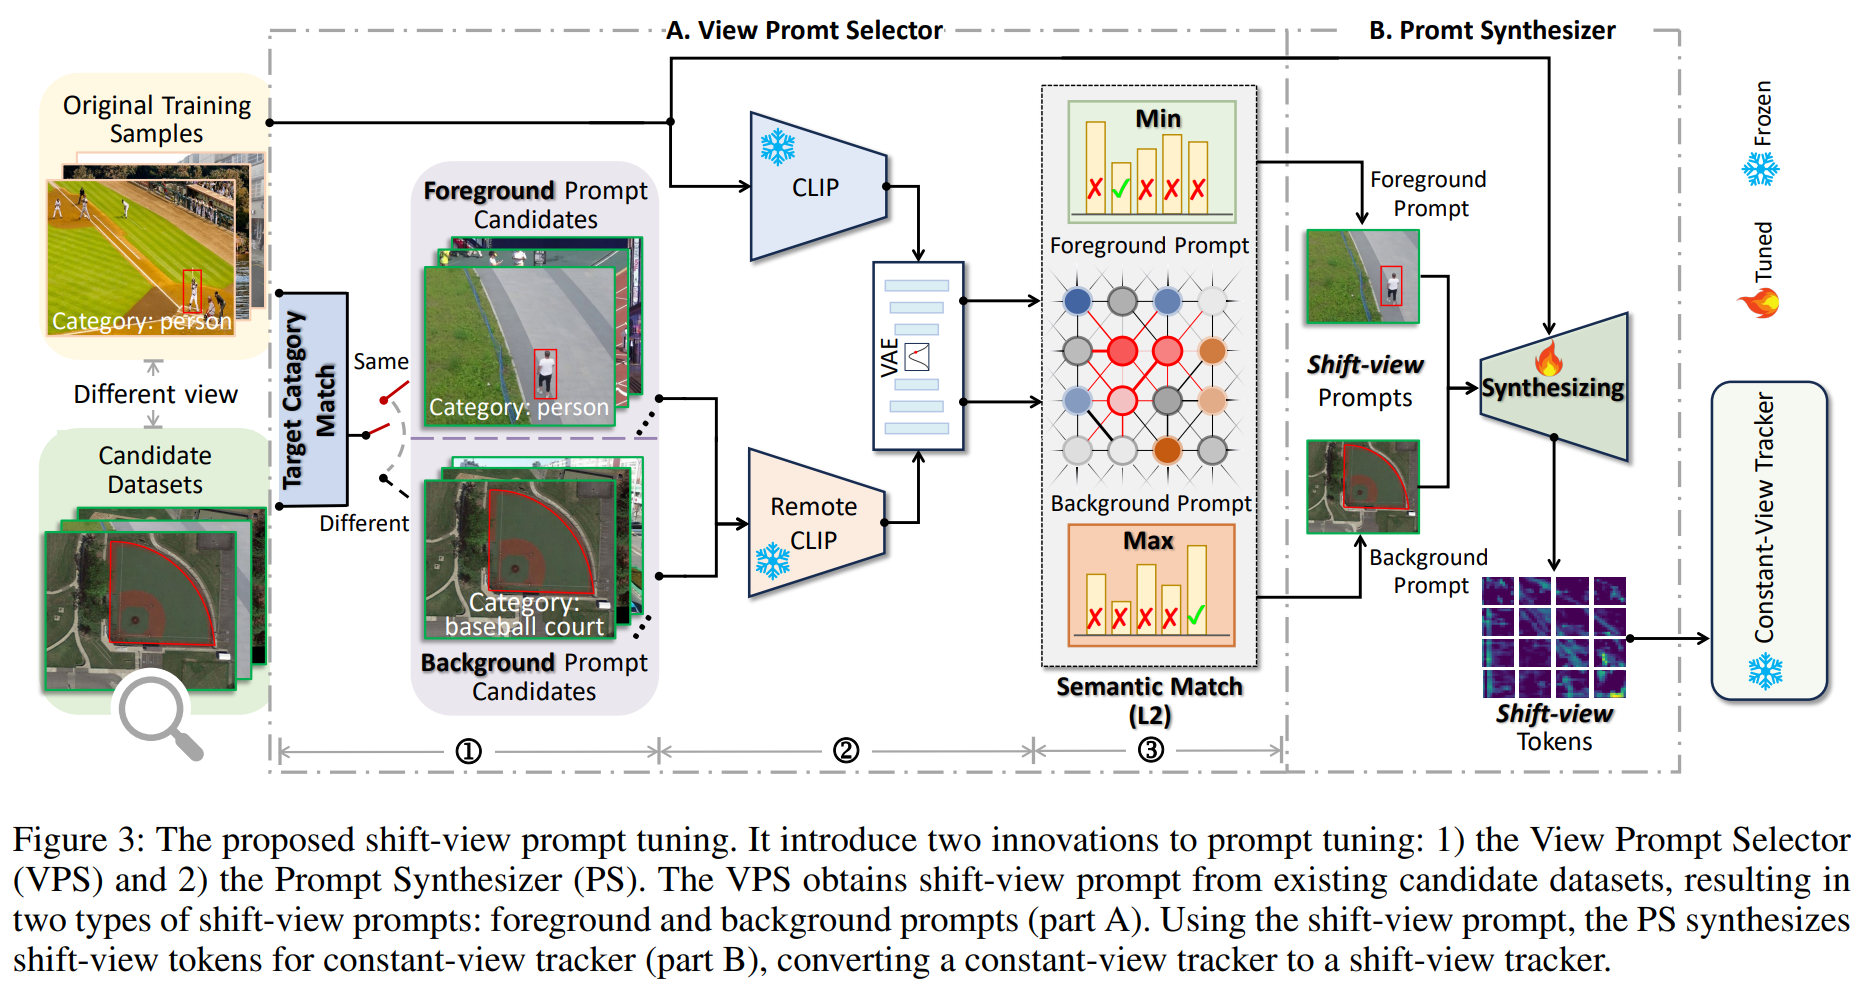 A. View Promt Selector
B. Promt Synthesizer
Original Training
Samples
Category: person
Different view
Candidate
Datasets
Target Catagory
Match
Same
Different
Foreground Prompt
Candidates
Category: person
Category:
baseball court
Background Prompt
Candidates
CLIP
Remote
CLIP
VAE
Min
Foreground Prompt
Background Prompt
Max
Semantic Match
(L2)
Foreground
Prompt
Shift-view
Prompts
Background
Prompt
Synthesizing
Shift-view
Tokens
Constant-View Tracker
Frozen
Tuned
①
②
③
Figure 3: The proposed shift-view prompt tuning. It introduce two innovations to prompt tuning: 1) the View Prompt Selector
(VPS) and 2) the Prompt Synthesizer (PS). The VPS obtains shift-view prompt from existing candidate datasets, resulting in
two types of shift-view prompts: foreground and background prompts (part A). Using the shift-view prompt, the PS synthesizes
shift-view tokens for constant-view tracker (part B), converting a constant-view tracker to a shift-view tracker.